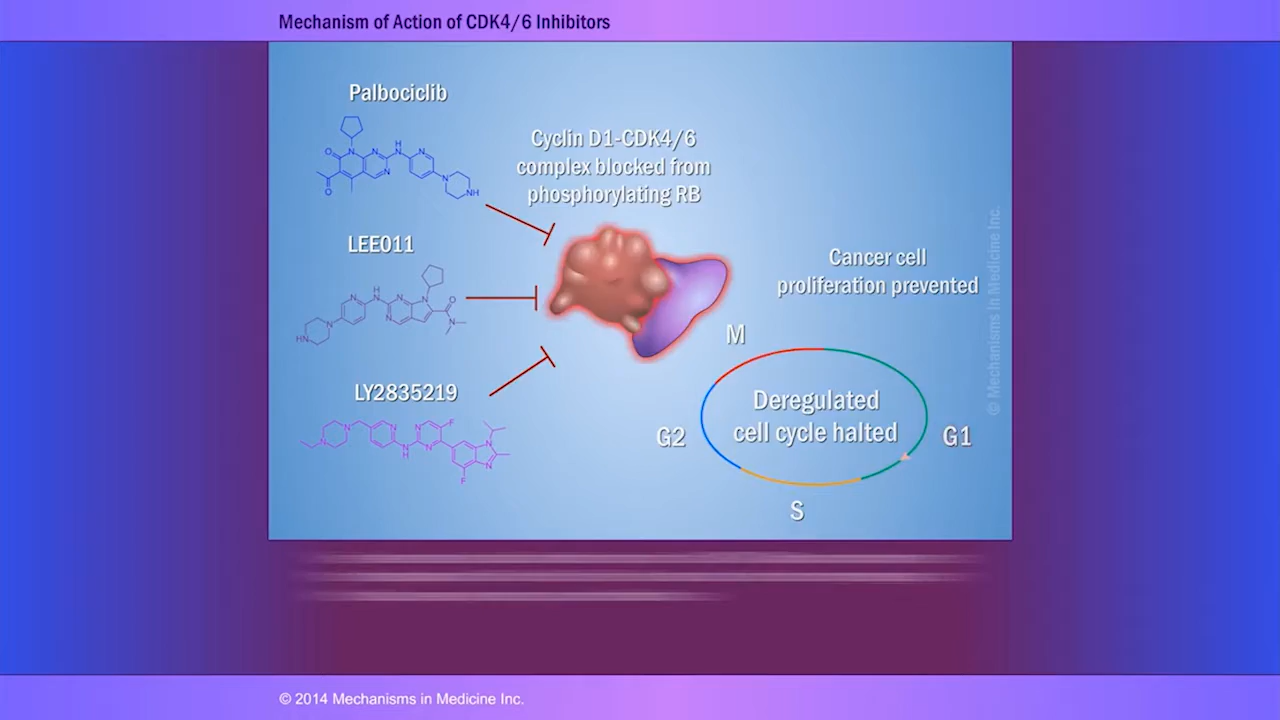 Mechanism of Action of CDK4/6 Inhibitors
Palbociclib
Cyclin D1-CDK4/6
complex blocked from
phosphorylating RB
LEE011
LY2835219
Cancer cell
proliferation prevented
M
G2
Deregulated
cell cycle halted
G1
S
O
N
N
H
N
N
N
N
NH
O
HN
N
N
H
N
N
N
N
O
N
N
N
N
N
H
N
N
F
N
N
F
© Mechanisms in Medicine Inc.
© 2014 Mechanisms in Medicine Inc.